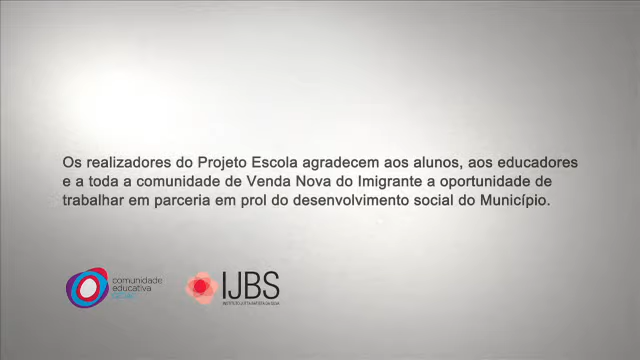 Os realizadores do Projeto Escola agradecem aos alunos, aos educadores
e a toda a comunidade de Venda Nova do Imigrante a oportunidade de
trabalhar em parceria em prol do desenvolvimento social do Município.
comunidade
educativa
IJBS